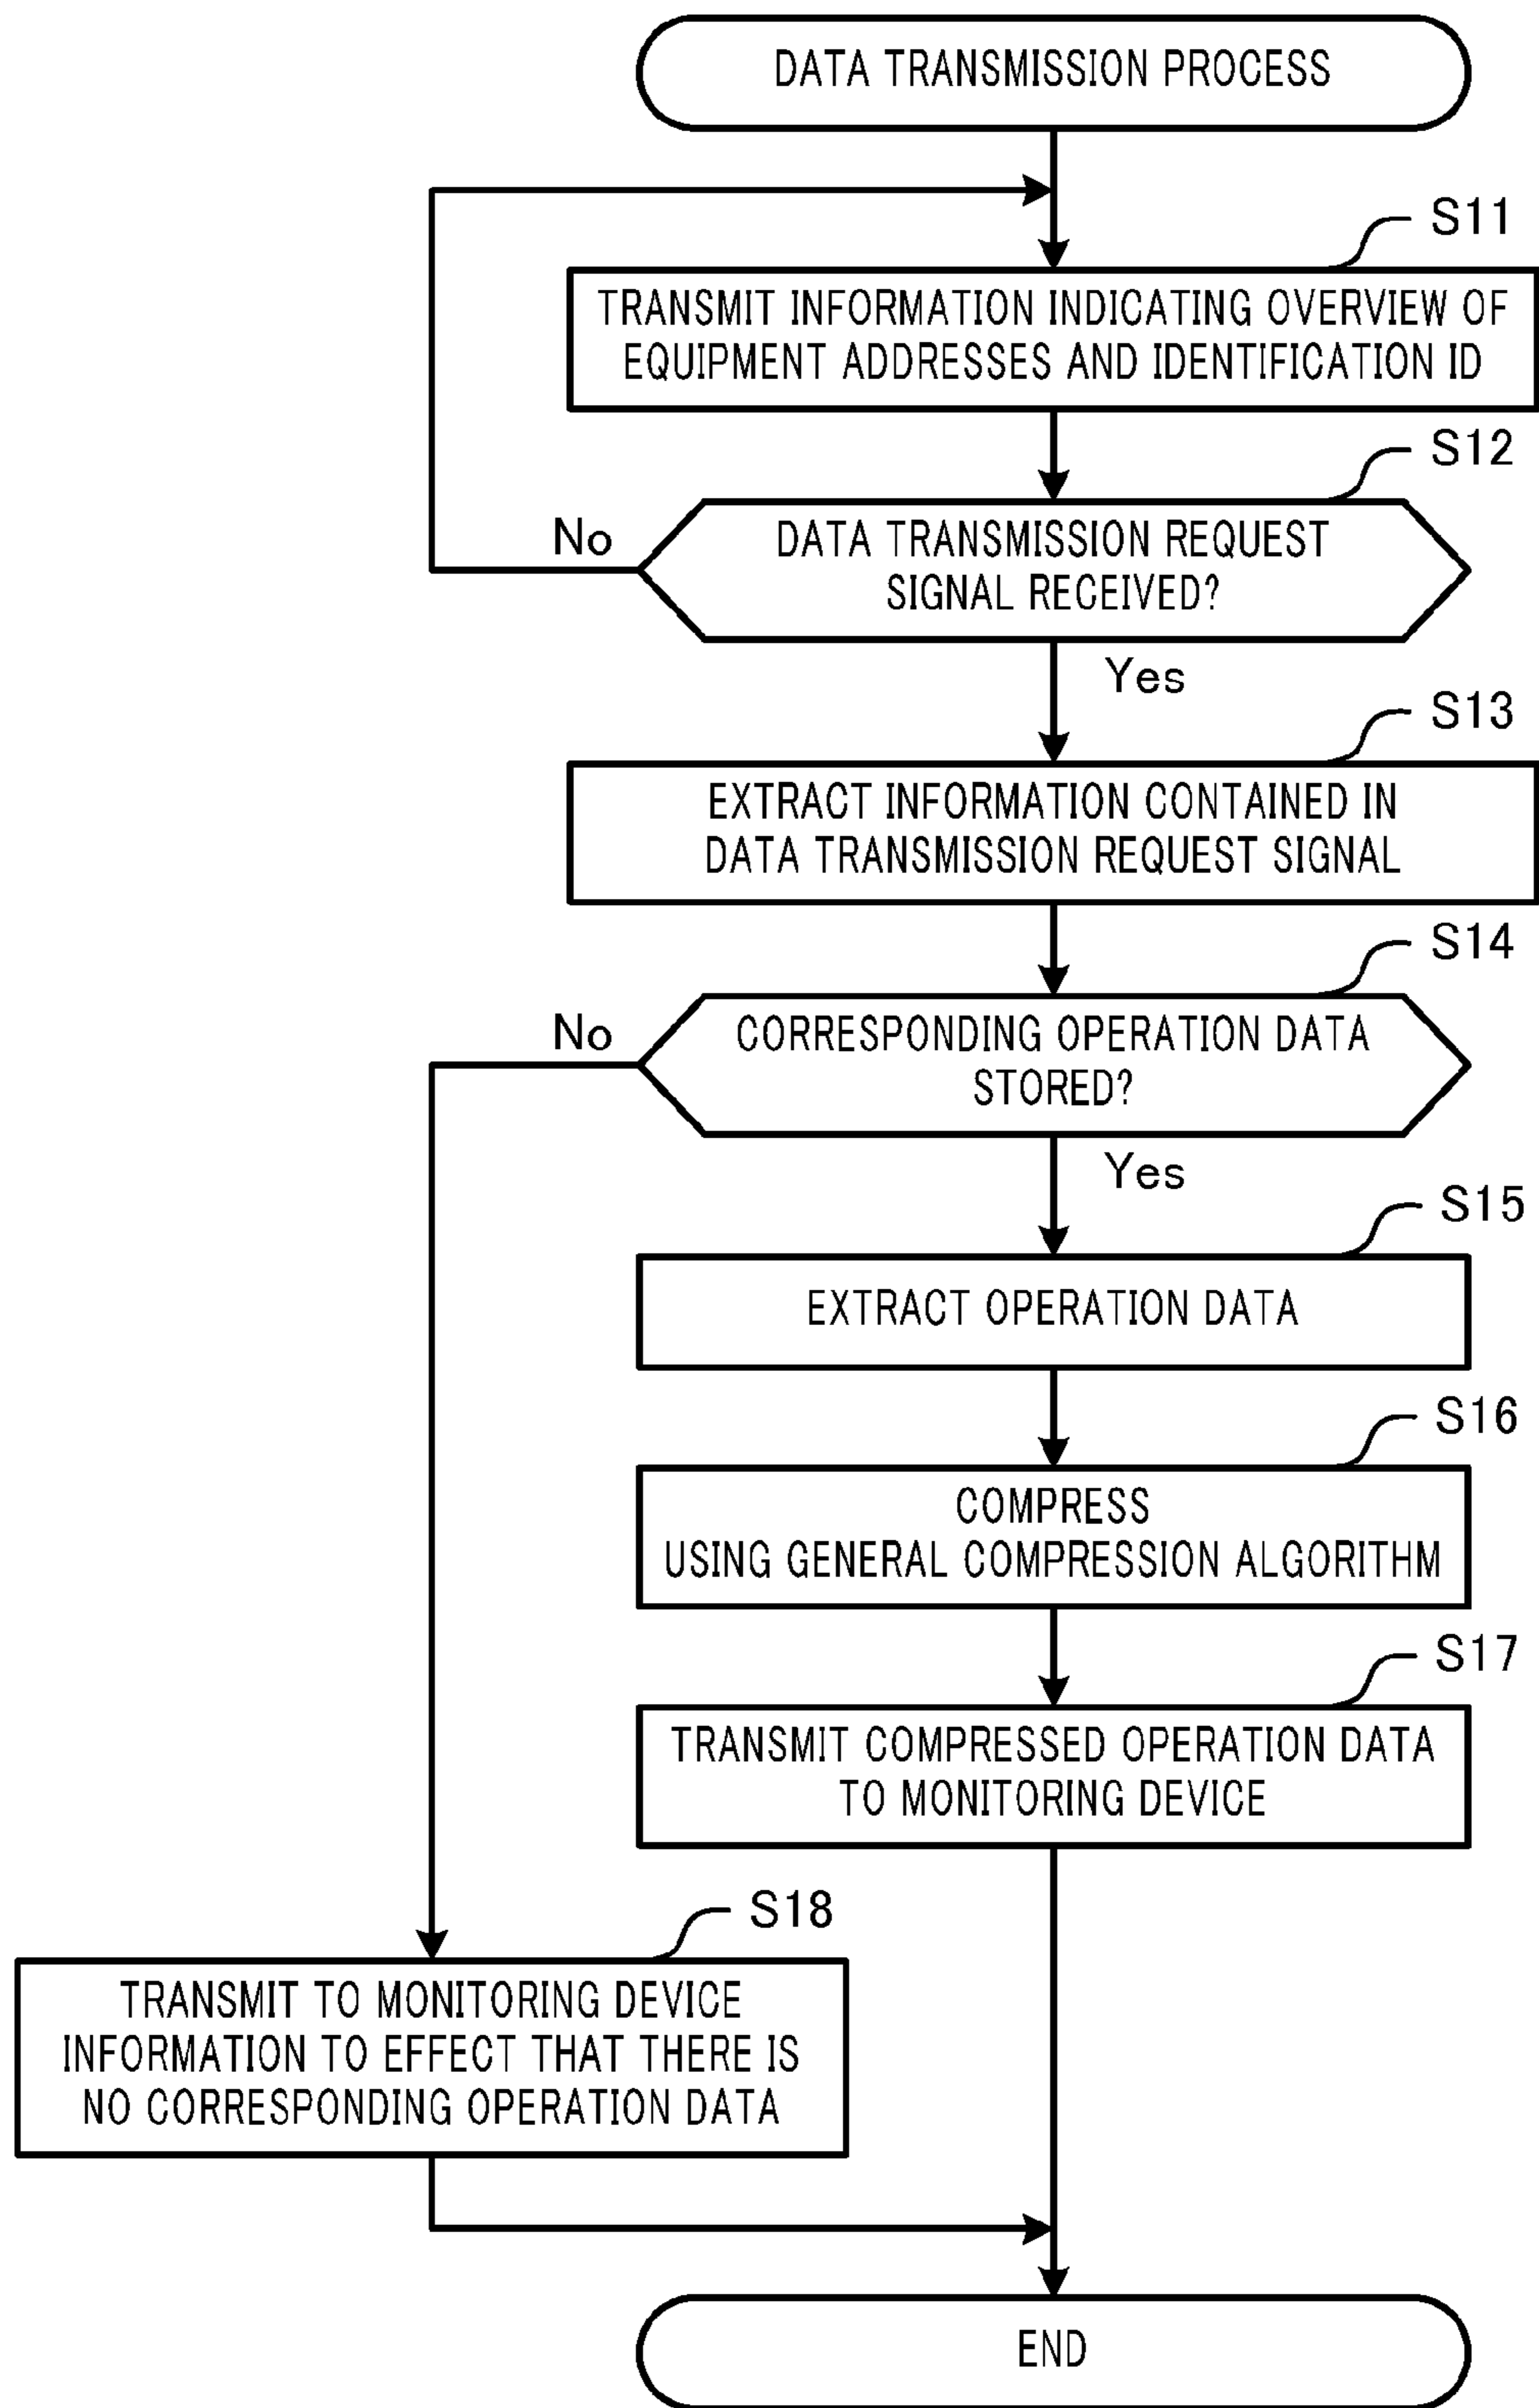 DATA TRANSMISSION PROCESS
S11
TRANSMIT INFORMATION INDICATING OVERVIEW OF
EQUIPMENT ADDRESSES AND IDENTIFICATION ID
S12
No
DATA TRANSMISSION REQUEST
SIGNAL RECEIVED?
Yes
S13
EXTRACT INFORMATION CONTAINED IN
DATA TRANSMISSION REQUEST SIGNAL
S14
No
CORRESPONDING OPERATION DATA
STORED?
Yes
S15
EXTRACT OPERATION DATA
S16
COMPRESS
USING GENERAL COMPRESSION ALGORITHM
S17
TRANSMIT COMPRESSED OPERATION DATA
TO MONITORING DEVICE
S18
TRANSMIT TO MONITORING DEVICE
INFORMATION TO EFFECT THAT THERE IS
NO CORRESPONDING OPERATION DATA
END